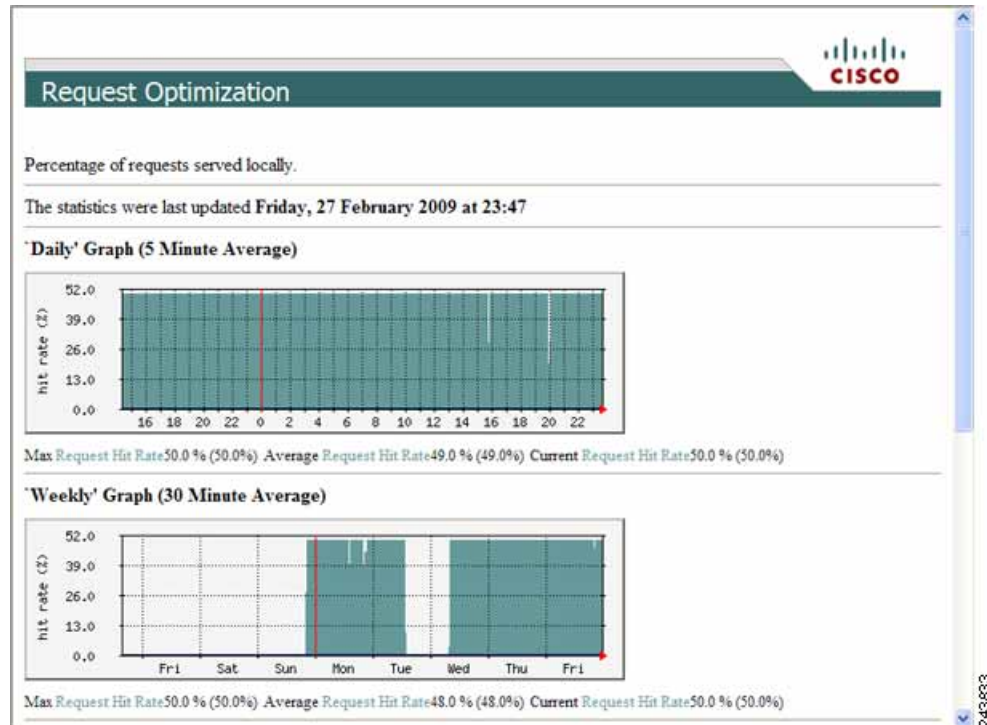 CISCO
Request Optimization
Percentage of requests served locally.
The statistics were last updated Friday, 27 February 2009 at 23:47
`Daily' Graph (5 Minute Average)
52.0
39.0
26.0
13.0
0.0
hit rate (%)
16 18 20 22 0 2 4 6 8 10 12 14 16 18 20 22
Max Request Hit Rate50.0 % (50.0%) Average Request Hit Rate49.0 % (49.0%) Current Request Hit Rate50.0 % (50.0%)
`Weekly' Graph (30 Minute Average)
52.0
39.0
26.0
13.0
0.0
hit rate (%)
Fri Sat Sun Mon Tue Wed Thu Fri
Max Request Hit Rate50.0 % (50.0%) Average Request Hit Rate48.0 % (48.0%) Current Request Hit Rate50.0 % (50.0%)
243833